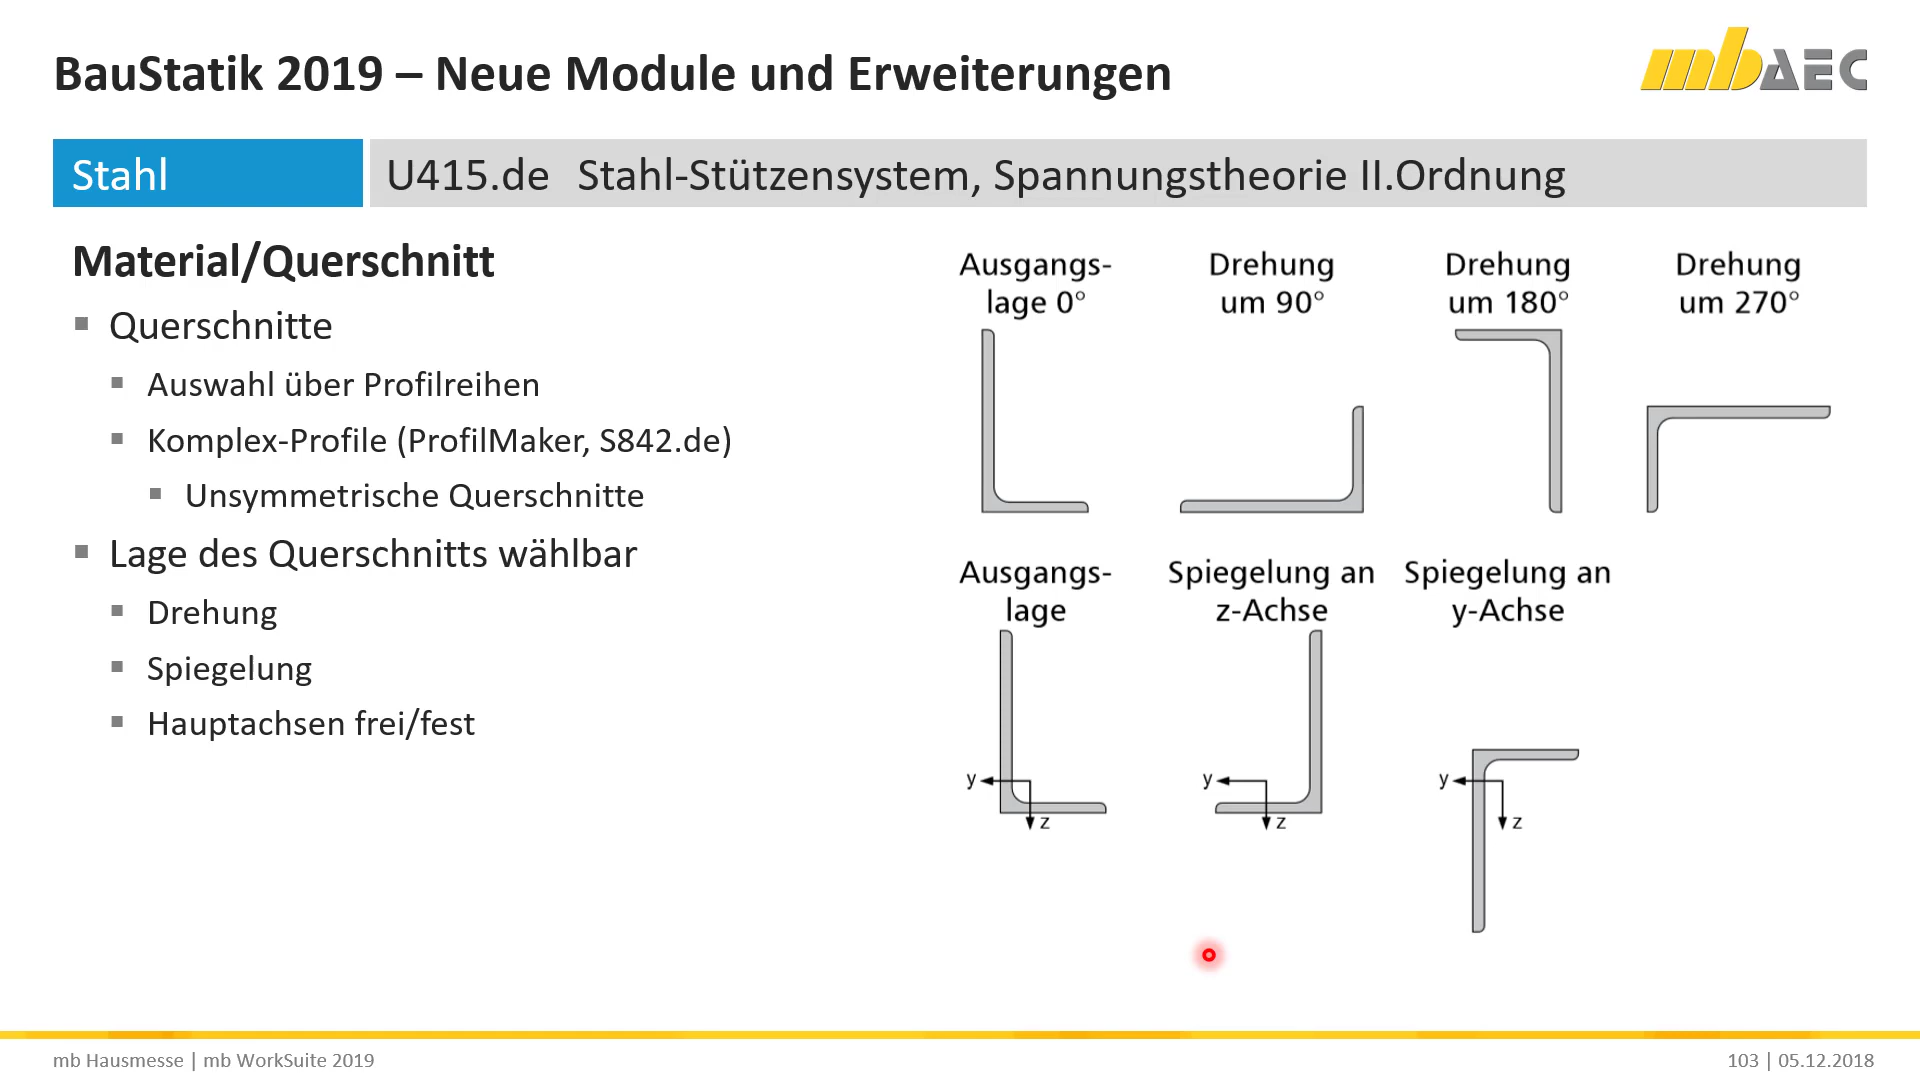 BauStatik 2019 – Neue Module und Erweiterungen
mbAEC
Stahl
U415.de Stahl-Stützensystem, Spannungstheorie II.Ordnung
Material/Querschnitt
Querschnitte
Auswahl über Profilreihen
Komplex-Profile (ProfilMaker, S842.de)
Unsymmetrische Querschnitte
Lage des Querschnitts wählbar
Drehung
Spiegelung
Hauptachsen frei/fest
Ausgangs-
lage 0°
Drehung
um 90°
Drehung
um 180°
Drehung
um 270°
Ausgangs-
lage
Spiegelung an
z-Achse
Spiegelung an
y-Achse
y
z
y
z
y
z
mb Hausmesse | mb WorkSuite 2019
103 | 05.12.2018